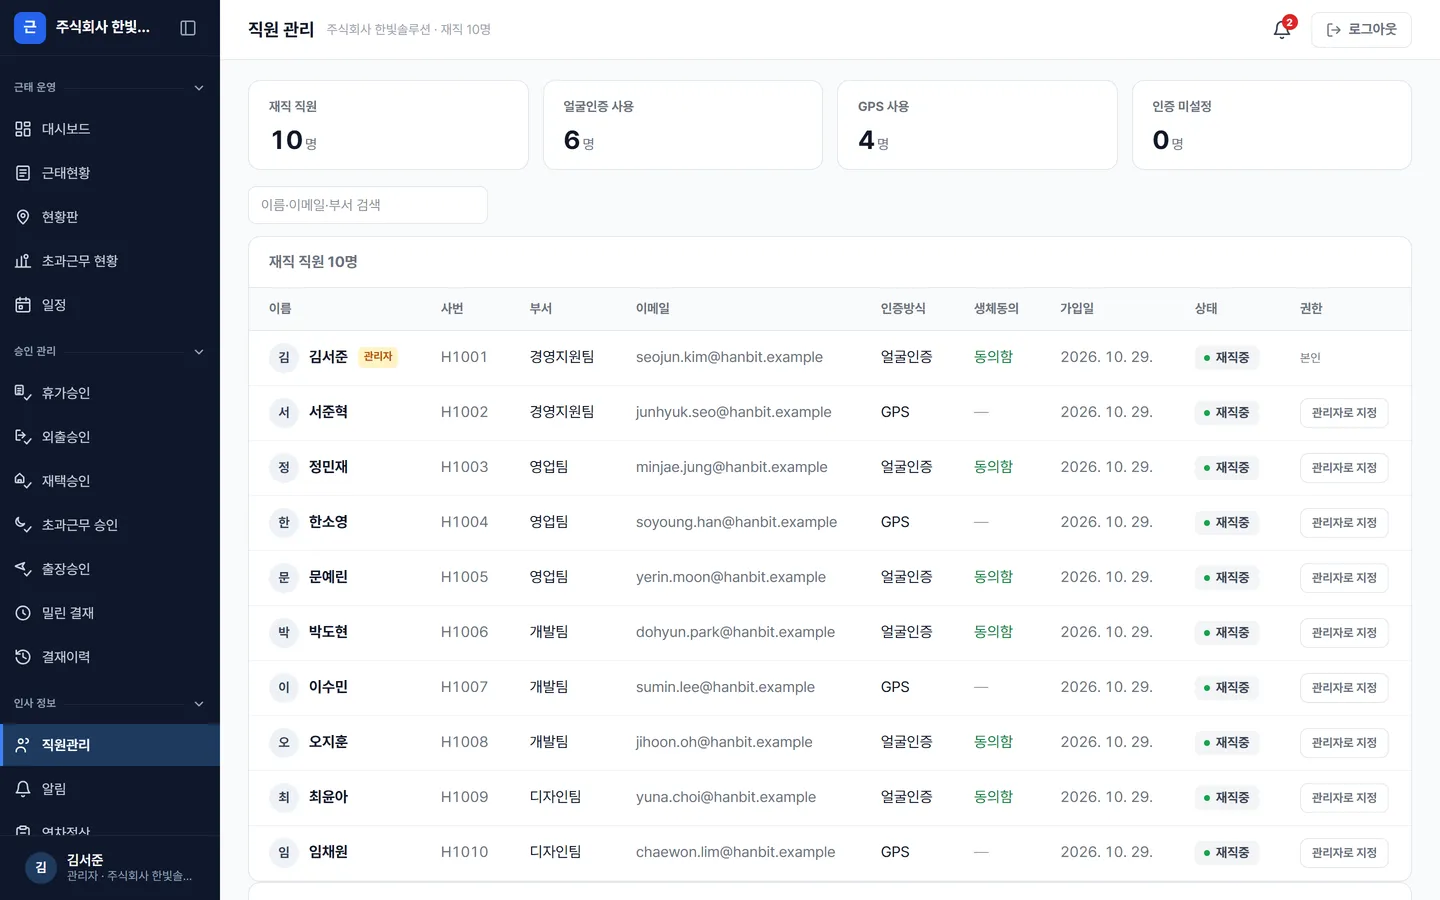 근 주식회사 한빛...
근태 운영
대시보드
근태현황
현황판
초과근무 현황
일정
승인 관리
휴가승인
외출승인
재택승인
초과근무 승인
출장승인
밀린 결재
결재이력
인사 정보
직원관리
알림
연차정산
김 김서준
관리자 · 주식회사 한빛솔...
직원 관리 주식회사 한빛솔루션 · 재직 10명
2
로그아웃
재직 직원
10명
얼굴인증 사용
6명
GPS 사용
4명
인증 미설정
0명
이름·이메일·부서 검색
재직 직원 10명
이름 사번 부서 이메일 인증방식 생체동의 가입일 상태 권한
김 김서준 관리자 H1001 경영지원팀 seojun.kim@hanbit.example 얼굴인증 동의함 2026. 10. 29. 재직중 본인
서 서준혁 H1002 경영지원팀 junhyuk.seo@hanbit.example GPS — 2026. 10. 29. 재직중 관리자로 지정
정 정민재 H1003 영업팀 minjae.jung@hanbit.example 얼굴인증 동의함 2026. 10. 29. 재직중 관리자로 지정
한 한소영 H1004 영업팀 soyoung.han@hanbit.example GPS — 2026. 10. 29. 재직중 관리자로 지정
문 문예린 H1005 영업팀 yerin.moon@hanbit.example 얼굴인증 동의함 2026. 10. 29. 재직중 관리자로 지정
박 박도현 H1006 개발팀 dohyun.park@hanbit.example 얼굴인증 동의함 2026. 10. 29. 재직중 관리자로 지정
이 이수민 H1007 개발팀 sumin.lee@hanbit.example GPS — 2026. 10. 29. 재직중 관리자로 지정
오 오지훈 H1008 개발팀 jihoon.oh@hanbit.example 얼굴인증 동의함 2026. 10. 29. 재직중 관리자로 지정
최 최윤아 H1009 디자인팀 yuna.choi@hanbit.example 얼굴인증 동의함 2026. 10. 29. 재직중 관리자로 지정
임 임채원 H1010 디자인팀 chaewon.lim@hanbit.example GPS — 2026. 10. 29. 재직중 관리자로 지정